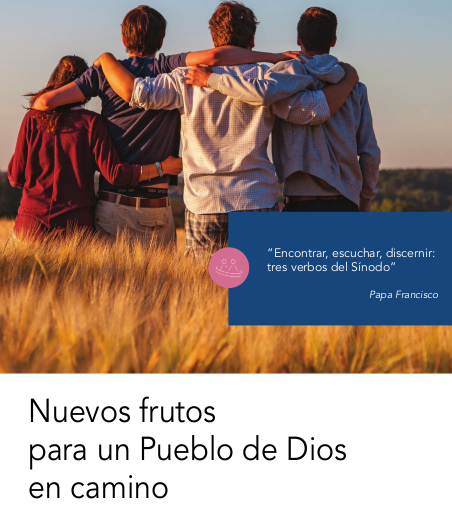 “Encontrar, escuchar, discernir:
tres verbos del Sínodo”
Papa Francisco
Nuevos frutos
para un Pueblo de Dios
en camino